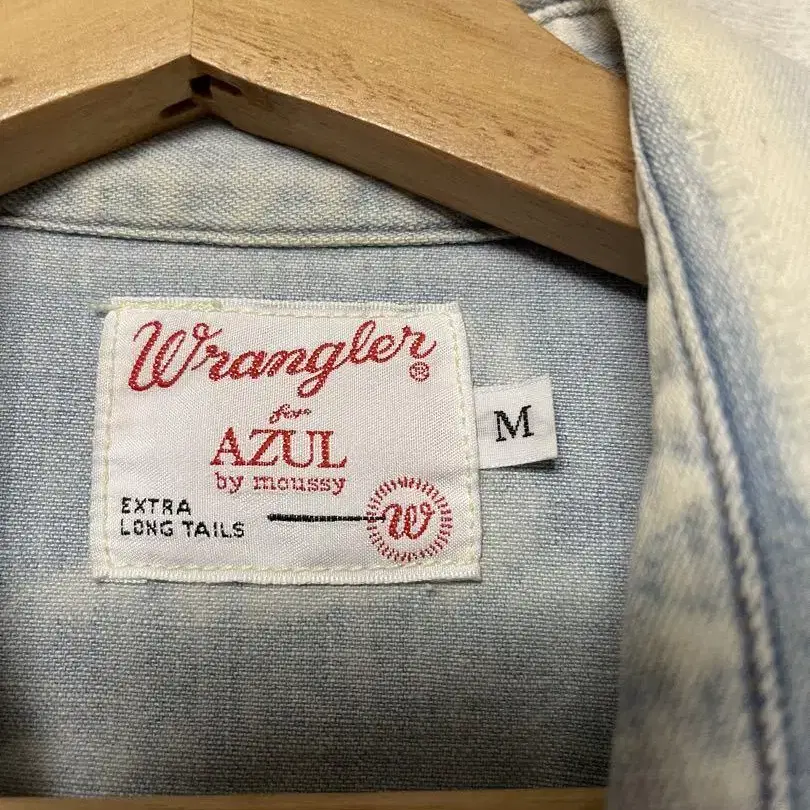 Wrangler®
for
AZUL
by moussy
EXTRA
LONG TAILS
W
M